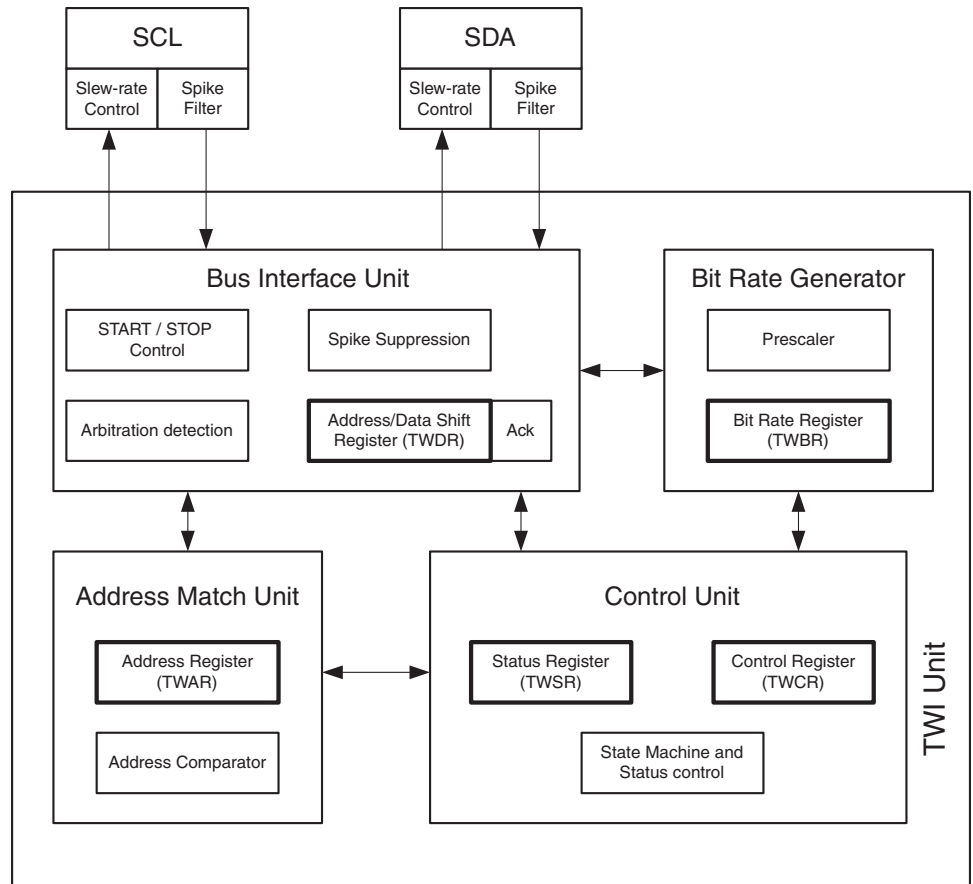 SCL
Slew-rate
Control
Spike
Filter
SDA
Slew-rate
Control
Spike
Filter
Bus Interface Unit
START / STOP
Control
Spike Suppression
Arbitration detection
Address/Data Shift
Register (TWDR)
Ack
Bit Rate Generator
Prescaler
Bit Rate Register
(TWBR)
Address Match Unit
Address Register
(TWAR)
Address Comparator
Control Unit
Status Register
(TWSR)
Control Register
(TWCR)
State Machine and
Status control
TWI Unit